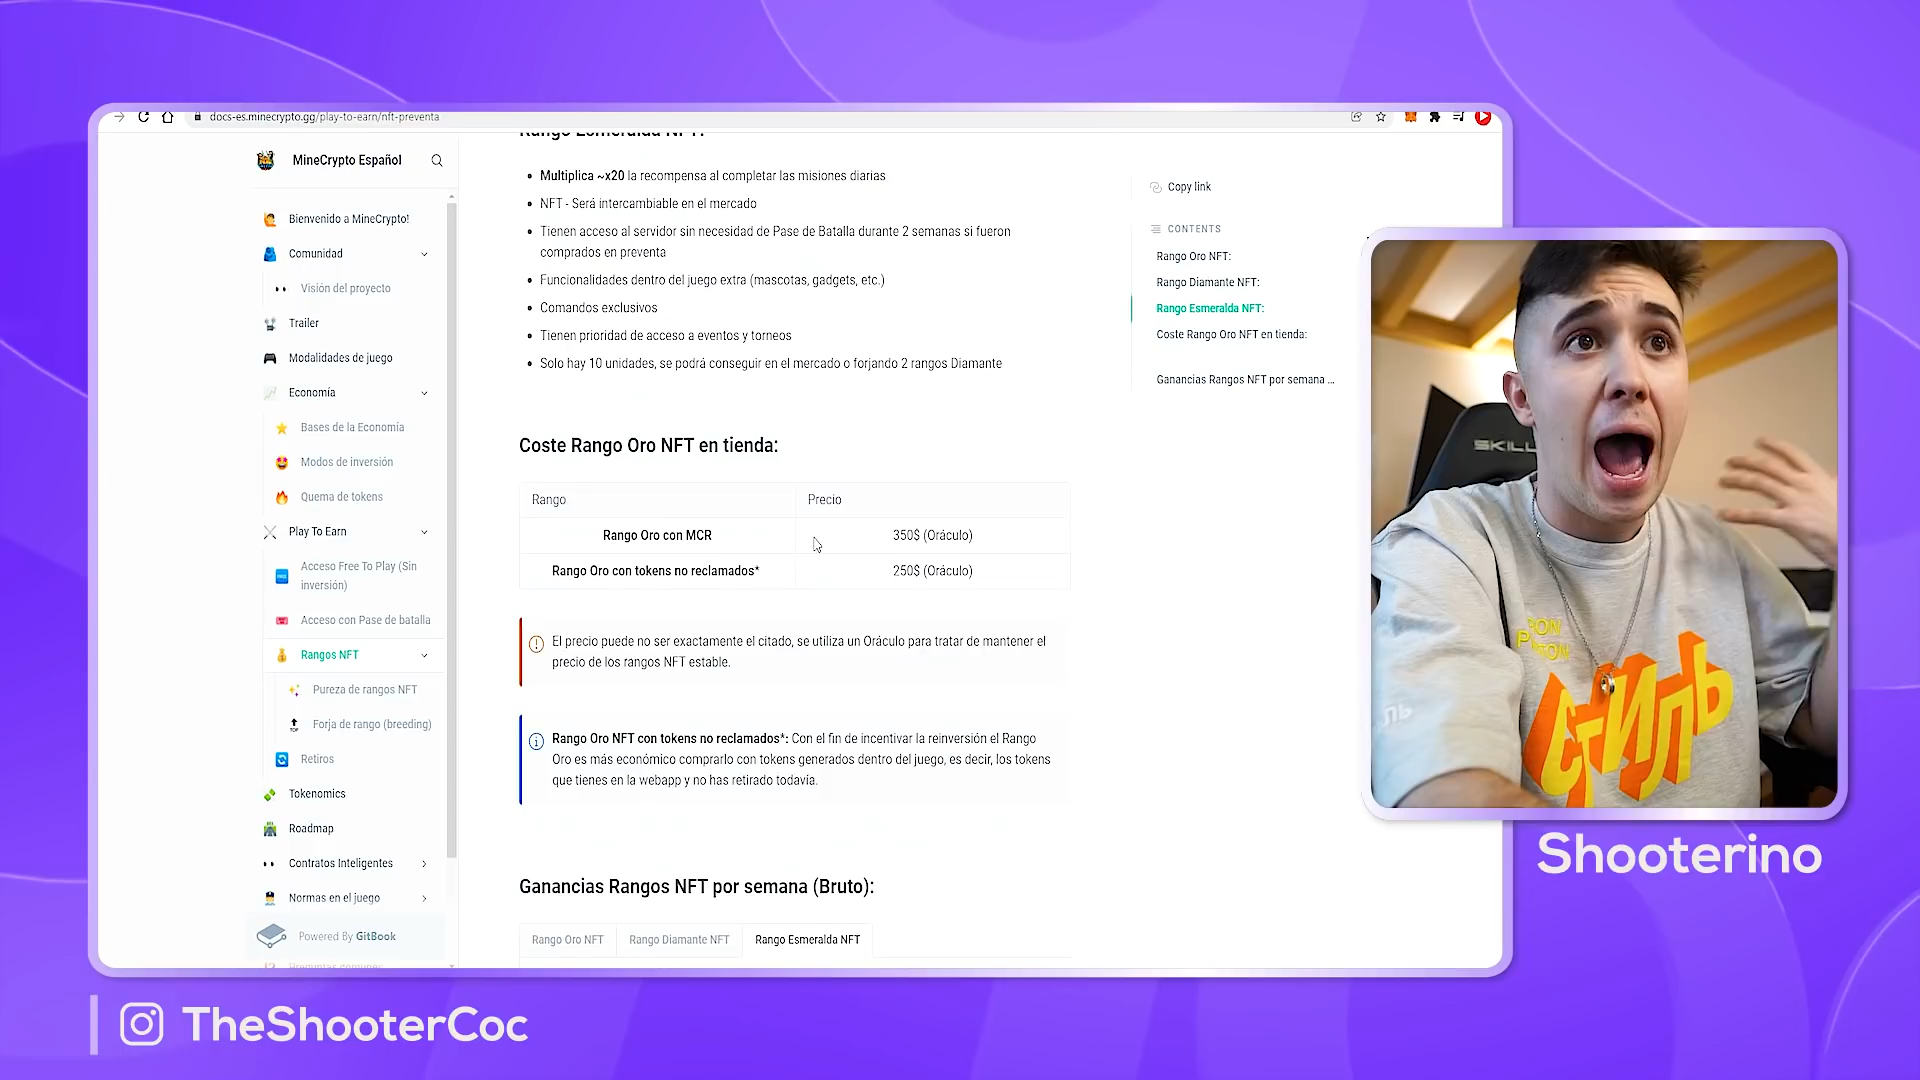 docs-es.minecrypto.gg/play-to-earn/nft-preventa
MineCrypto Español
Bienvenido a MineCrypto!
Comunidad
Visión del proyecto
Trailer
Modalidades de juego
Economía
Bases de la Economía
Modos de inversión
Quema de tokens
Play To Earn
Acceso Free To Play (Sin
inversión)
Acceso con Pase de batalla
Rangos NFT
Pureza de rangos NFT
Forja de rango (breeding)
Retiros
Tokenomics
Roadmap
Contratos Inteligentes
Normas en el juego
Powered By GitBook
Preguntas comunes
Rango Esmeralda NFT:
Multiplica ~x20 la recompensa al completar las misiones diarias
NFT - Será intercambiable en el mercado
Tienen acceso al servidor sin necesidad de Pase de Batalla durante 2 semanas si fueron
comprados en preventa
Funcionalidades dentro del juego extra (mascotas, gadgets, etc.)
Comandos exclusivos
Tienen prioridad de acceso a eventos y torneos
Solo hay 10 unidades, se podrá conseguir en el mercado o forjando 2 rangos Diamante
Coste Rango Oro NFT en tienda:
Rango Precio
Rango Oro con MCR 350$ (Oráculo)
Rango Oro con tokens no reclamados* 250$ (Oráculo)
El precio puede no ser exactamente el citado, se utiliza un Oráculo para tratar de mantener el
precio de los rangos NFT estable.
Rango Oro NFT con tokens no reclamados*: Con el fin de incentivar la reinversión el Rango
Oro es más económico comprarlo con tokens generados dentro del juego, es decir, los tokens
que tienes en la webapp y no has retirado todavía.
Ganancias Rangos NFT por semana (Bruto):
Rango Oro NFT Rango Diamante NFT Rango Esmeralda NFT
Copy link
CONTENTS
Rango Oro NFT:
Rango Diamante NFT:
Rango Esmeralda NFT:
Coste Rango Oro NFT en tienda:
Ganancias Rangos NFT por semana ...
SKILL
СТИЛЬ
Shooterino
TheShooterCoc